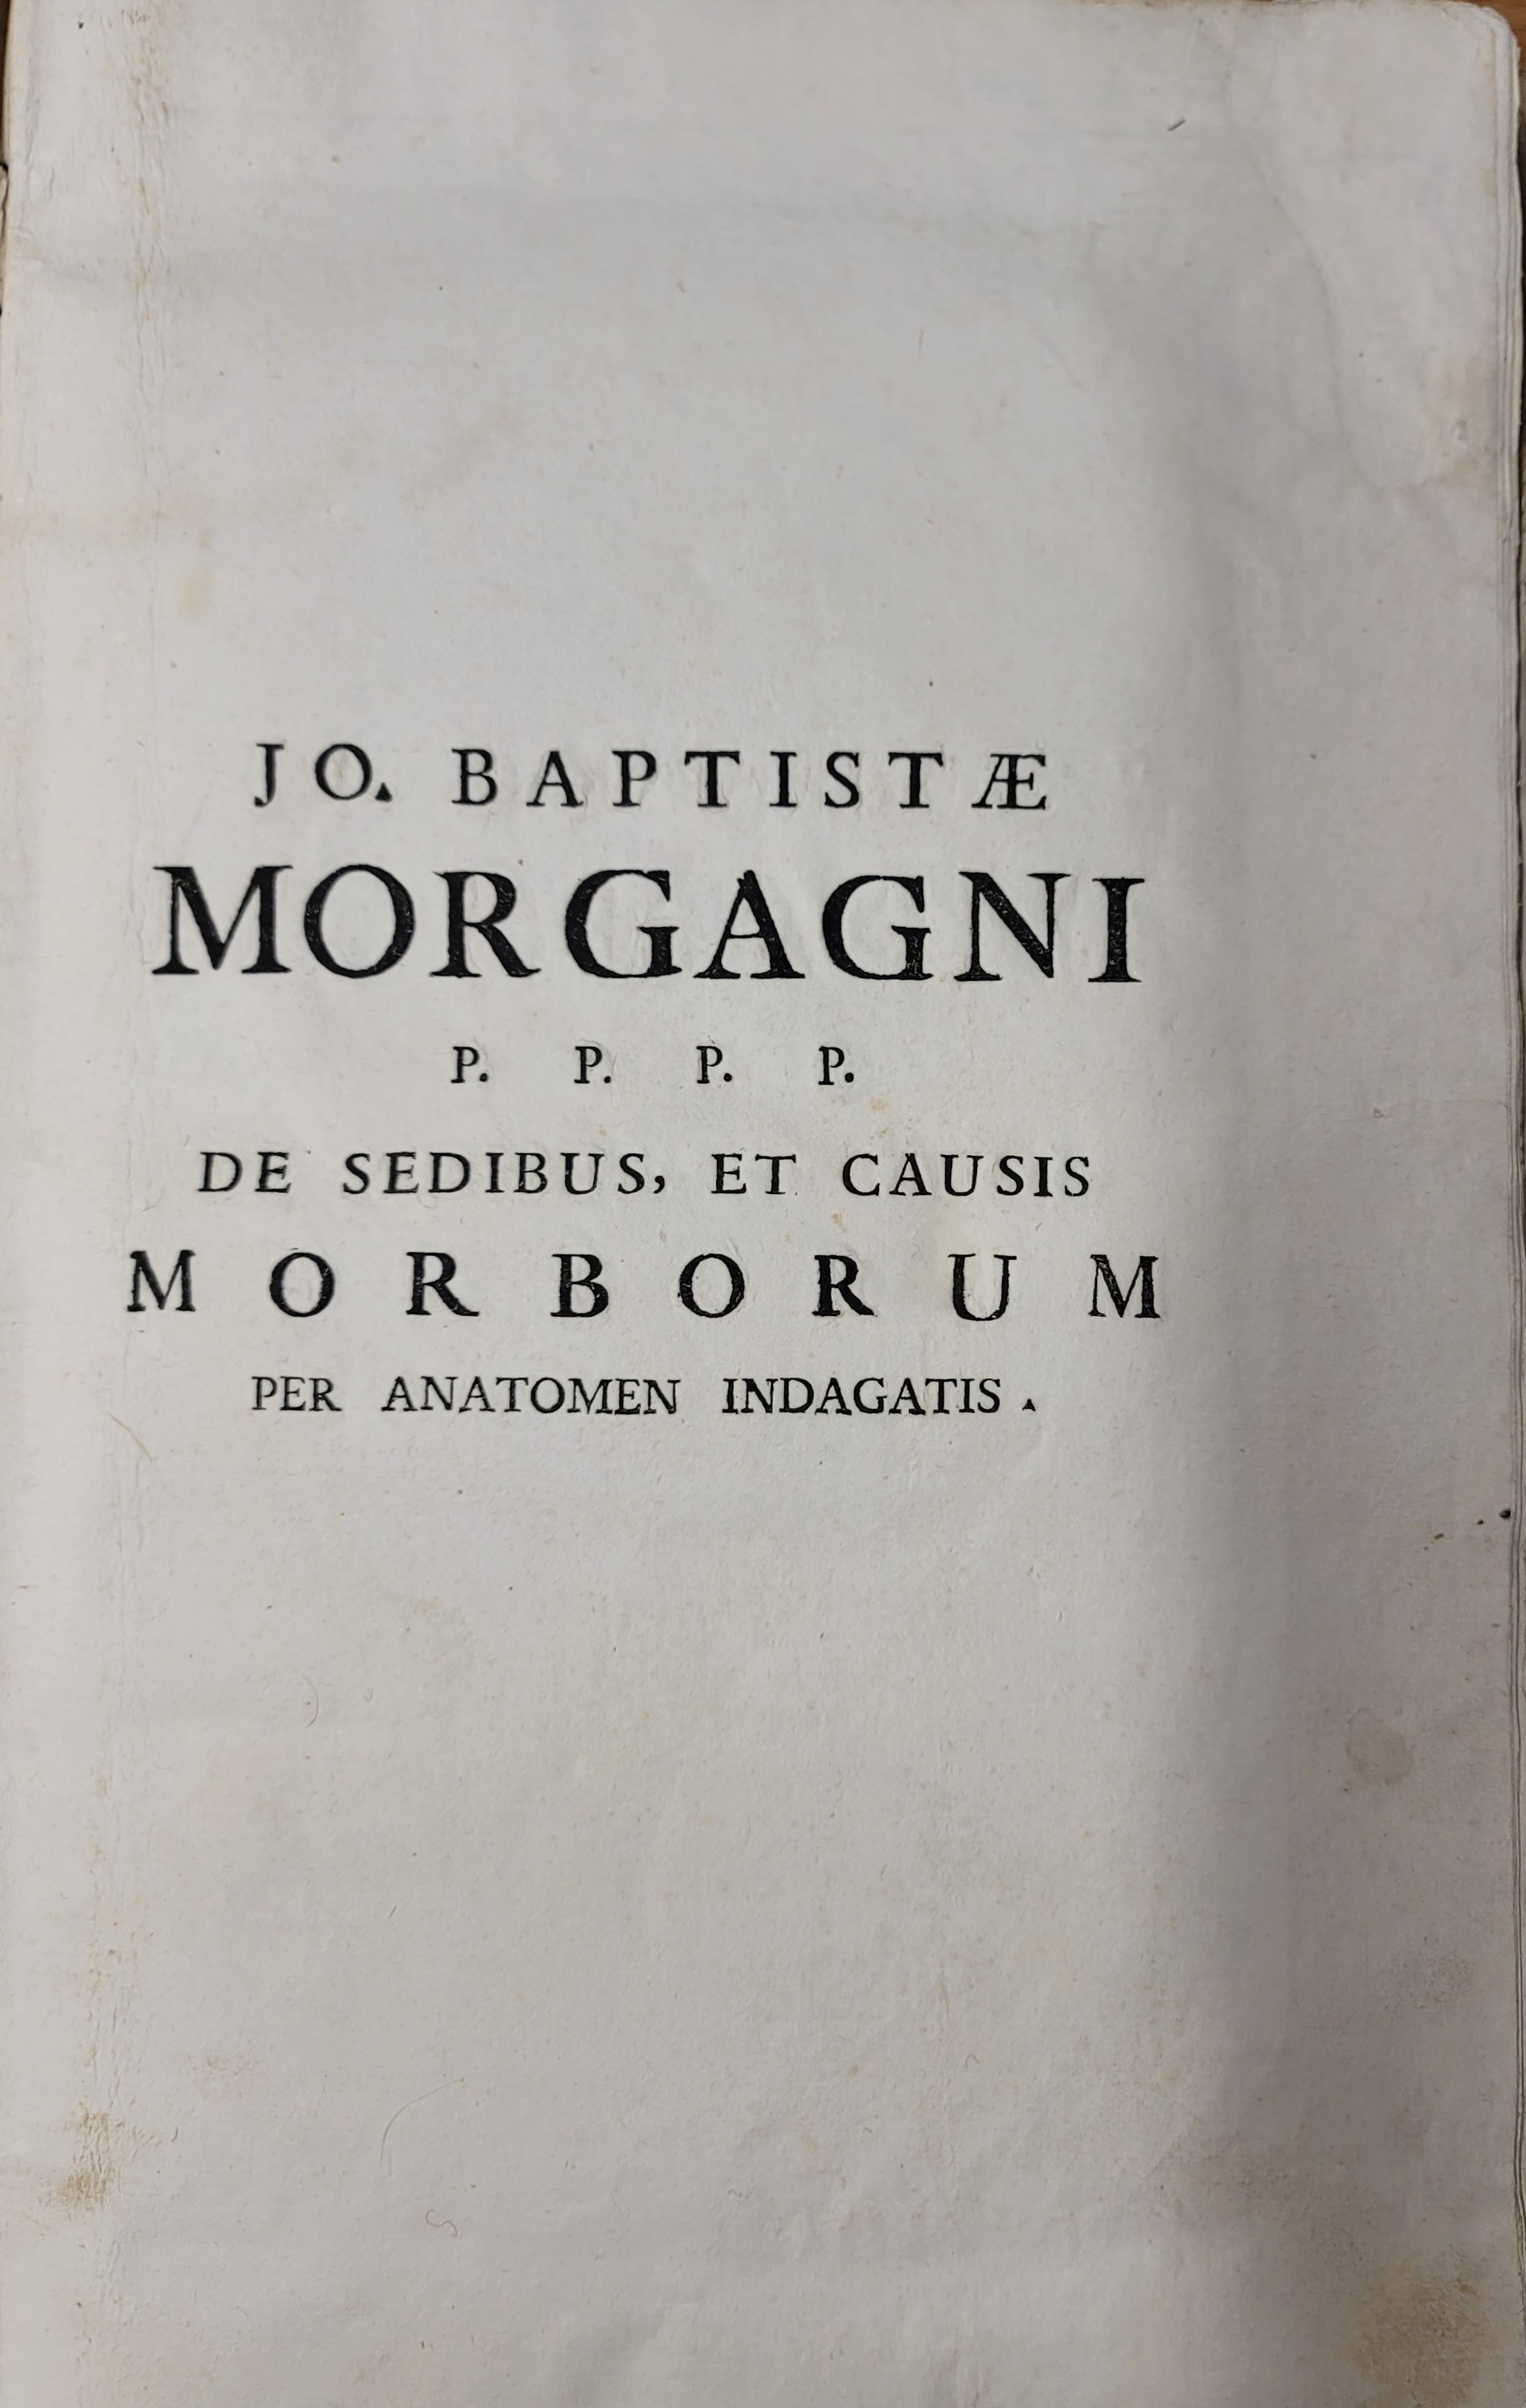 JO. BAPTISTÆ
MORGAGNI
P. P. P. P.
DE SEDIBUS, ET CAUSIS
MORBORUM
PER ANATOMEN INDAGATIS.